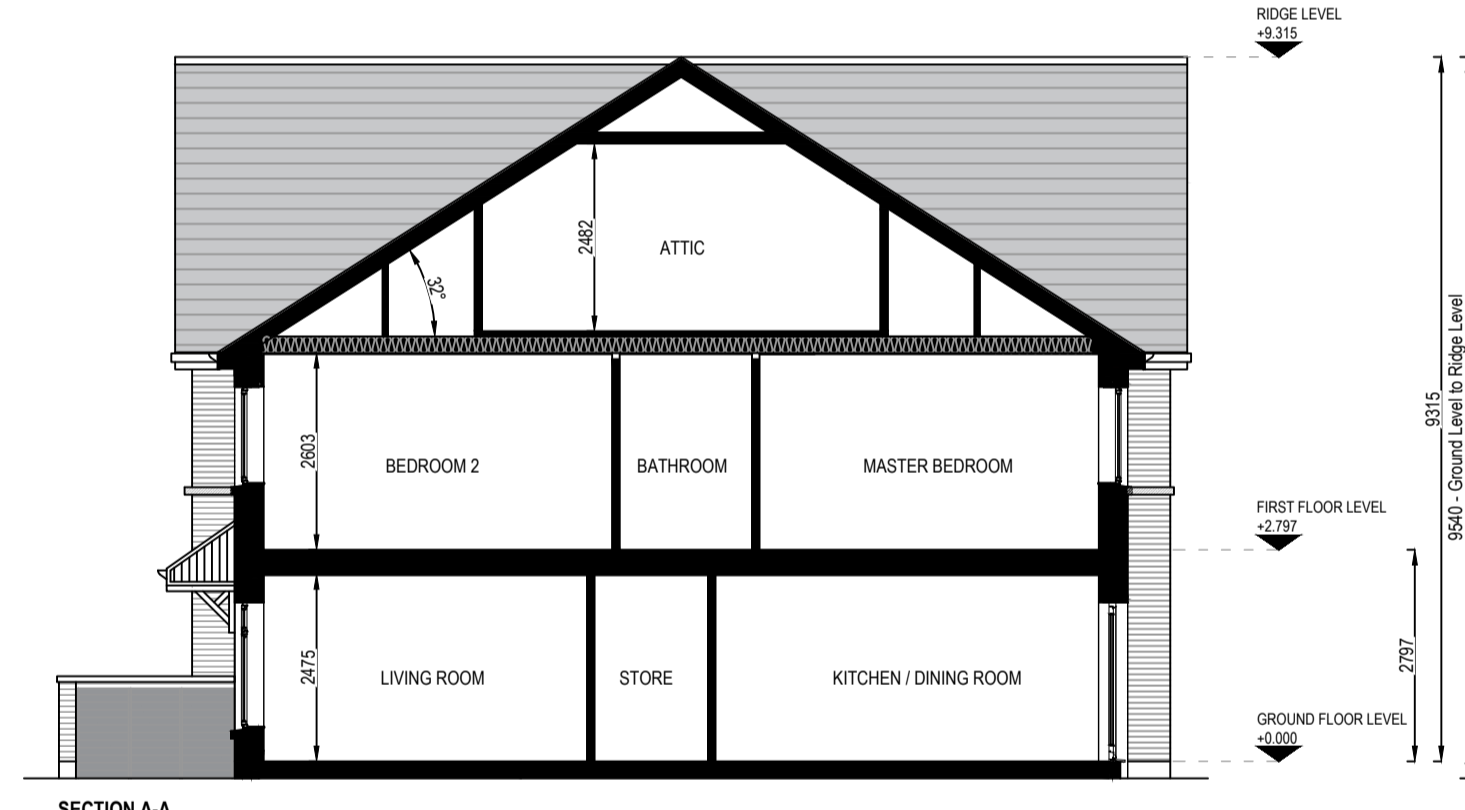 RIDGE LEVEL
+9.315
2482
ATTIC
32°
9315
9540 - Ground Level to Ridge Level
2603
BEDROOM 2
BATHROOM
MASTER BEDROOM
FIRST FLOOR LEVEL
+2.797
2475
LIVING ROOM
STORE
KITCHEN / DINING ROOM
2797
GROUND FLOOR LEVEL
+0.000
SECTION A-A